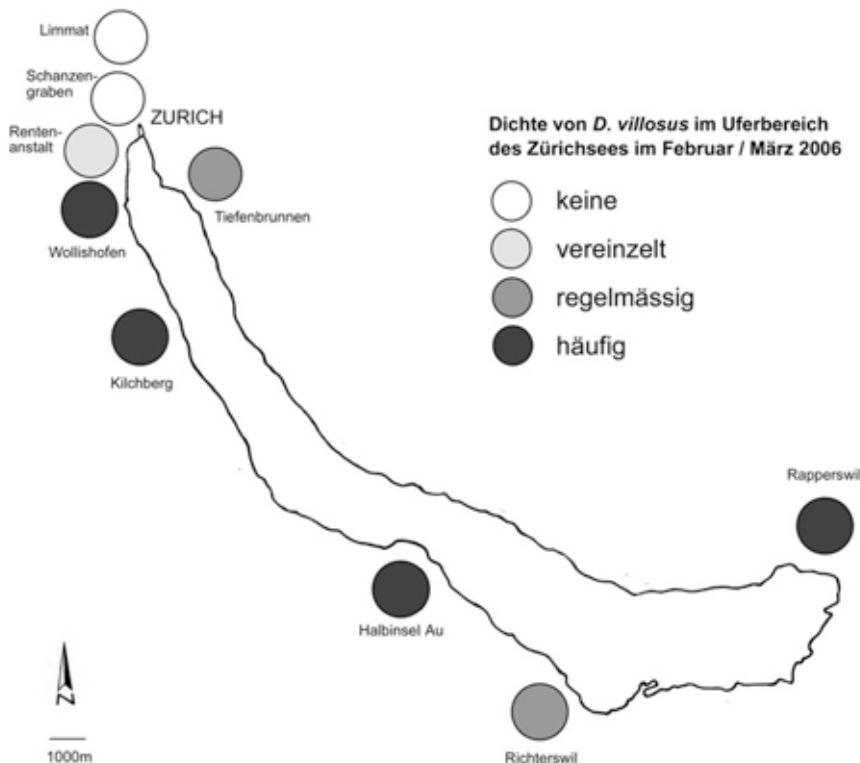 Limmat
Schanzen-
graben
ZURICH
Renten-
anstalt
Tiefenbrunnen
Wollishofen
Kilchberg
Dichte von D. villosus im Uferbereich
des Zürichsees im Februar / März 2006
keine
vereinzelt
regelmässig
häufig
Rapperswil
Halbinsel Au
Richterswil
N
1000m